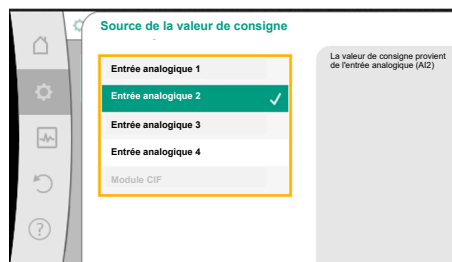 Source de la valeur de consigne
Entrée analogique 1
Entrée analogique 2
Entrée analogique 3
Entrée analogique 4
Module CIF
La valeur de consigne provient
de l'entrée analogique (AI2)
?